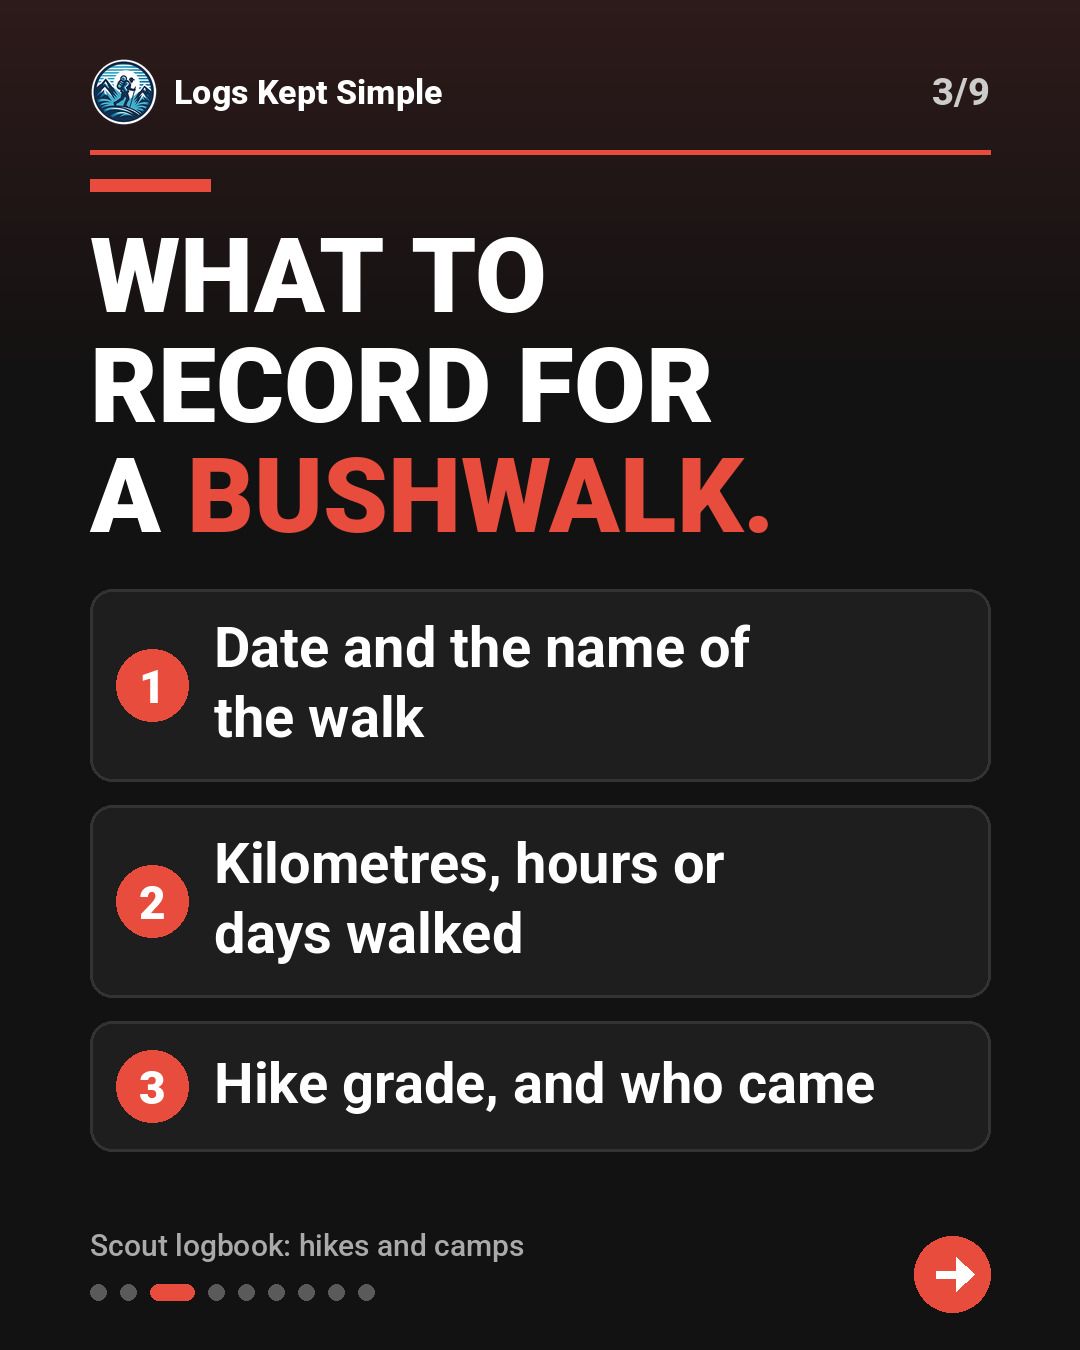 Logs Kept Simple
3/9
WHAT TO
RECORD FOR
A BUSHWALK.
1
Date and the name of
the walk
2
Kilometres, hours or
days walked
3
Hike grade, and who came
Scout logbook: hikes and camps